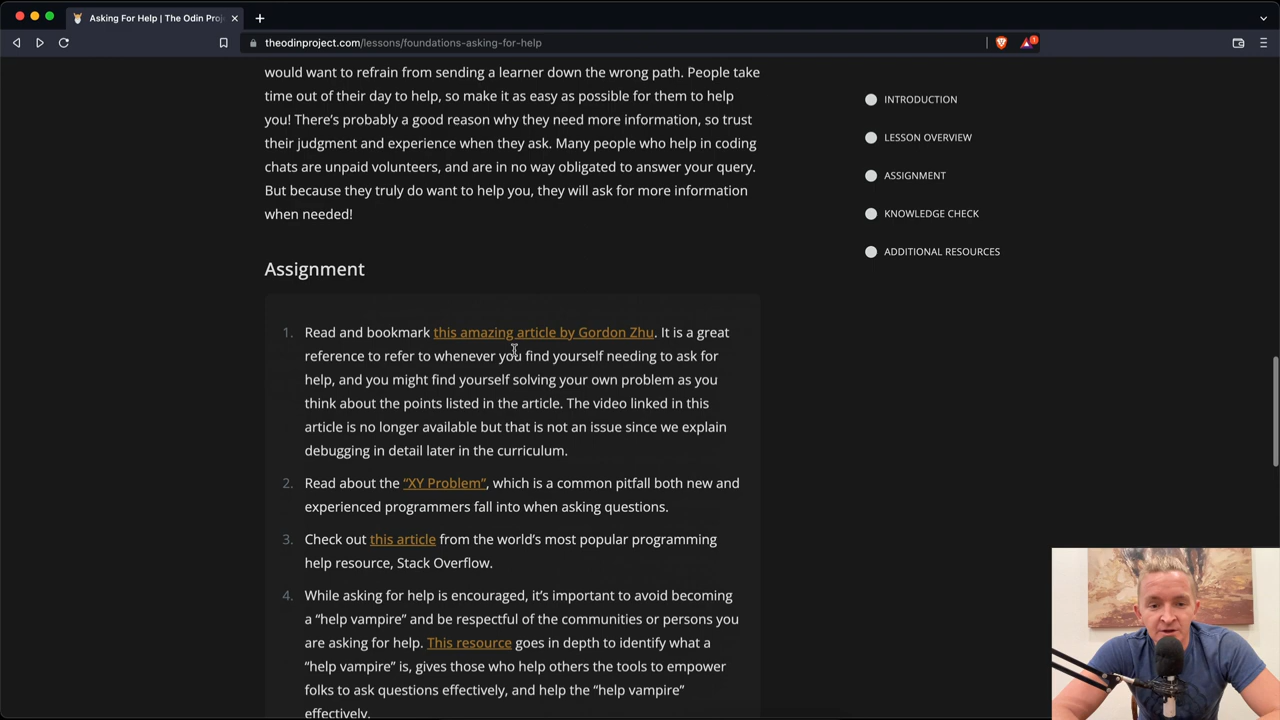 Asking For Help | The Odin Proj
theodinproject.com/lessons/foundations-asking-for-help
1
would want to refrain from sending a learner down the wrong path. People take
time out of their day to help, so make it as easy as possible for them to help
you! There's probably a good reason why they need more information, so trust
their judgment and experience when they ask. Many people who help in coding
chats are unpaid volunteers, and are in no way obligated to answer your query.
But because they truly do want to help you, they will ask for more information
when needed!
Assignment
1. Read and bookmark this amazing article by Gordon Zhu. It is a great
reference to refer to whenever you find yourself needing to ask for
help, and you might find yourself solving your own problem as you
think about the points listed in the article. The video linked in this
article is no longer available but that is not an issue since we explain
debugging in detail later in the curriculum.
2. Read about the “XY Problem”, which is a common pitfall both new and
experienced programmers fall into when asking questions.
3. Check out this article from the world's most popular programming
help resource, Stack Overflow.
4. While asking for help is encouraged, it's important to avoid becoming
a “help vampire” and be respectful of the communities or persons you
are asking for help. This resource goes in depth to identify what a
“help vampire” is, gives those who help others the tools to empower
folks to ask questions effectively, and help the “help vampire”
effectively.
INTRODUCTION
LESSON OVERVIEW
ASSIGNMENT
KNOWLEDGE CHECK
ADDITIONAL RESOURCES